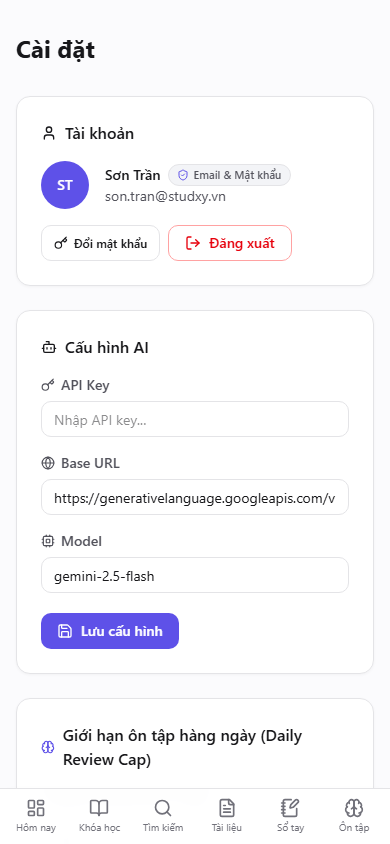 Cài đặt
Tài khoản
ST
Sơn Trần
Email & Mật khẩu
son.tran@studxy.vn
Đổi mật khẩu
Đăng xuất
Cấu hình AI
API Key
Nhập API key...
Base URL
https://generativelanguage.googleapis.com/v
Model
gemini-2.5-flash
Lưu cấu hình
Giới hạn ôn tập hàng ngày (Daily
Review Cap)
Hôm nay
Khóa học
Tìm kiếm
Tài liệu
Sổ tay
Ôn tập